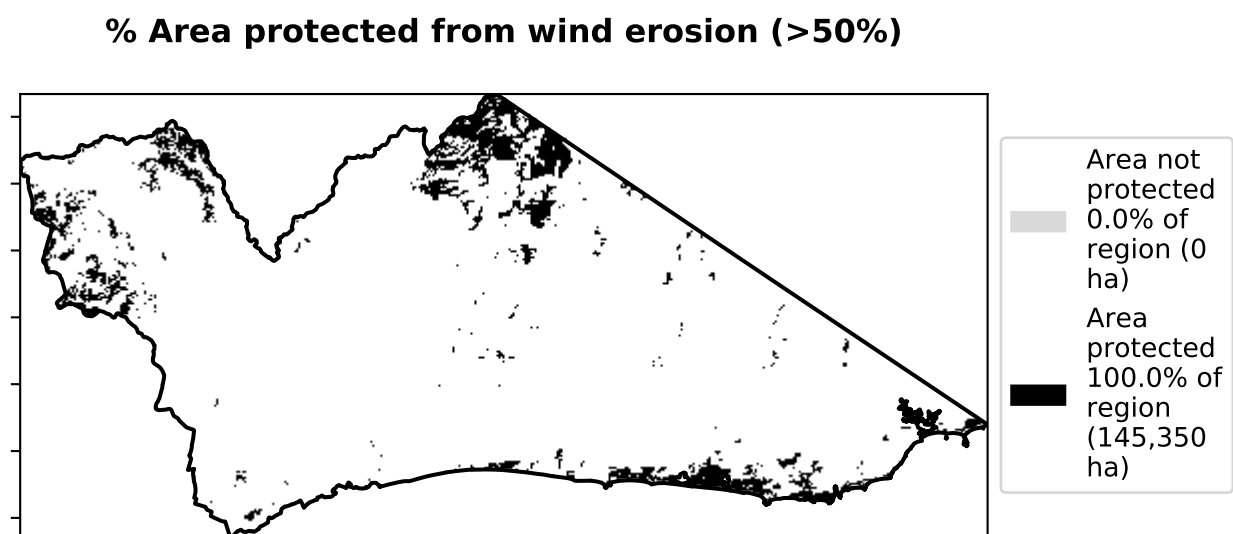 % Area protected from wind erosion (>50%)
Area not
protected
0.0% of
region (0
ha)
Area
protected
100.0% of
region
(145,350
ha)